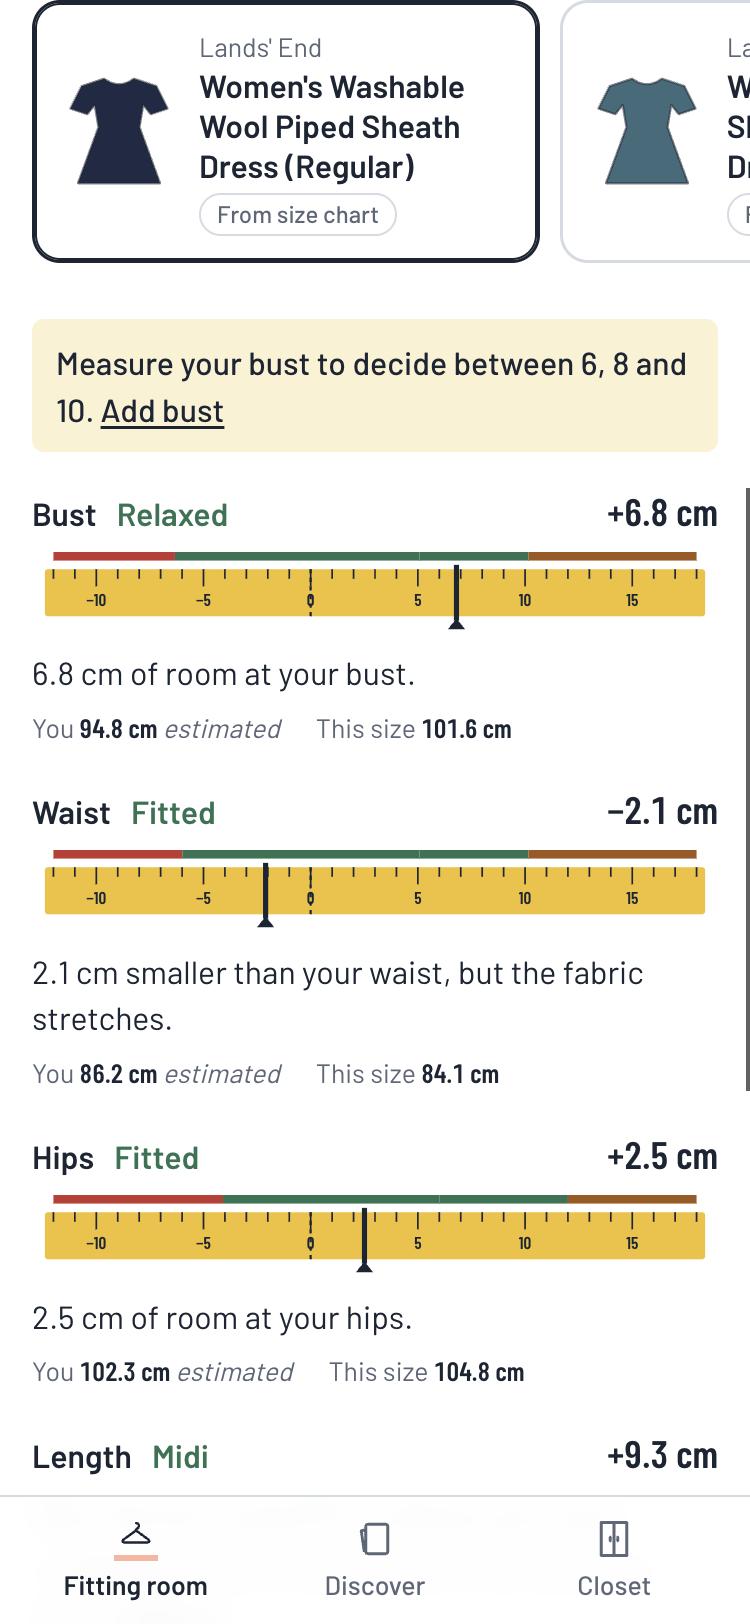 Lands' End
Women's Washable
Wool Piped Sheath
Dress (Regular)
From size chart
Measure your bust to decide between 6, 8 and
10. Add bust
Bust Relaxed +6.8 cm
−10 −5 0 5 10 15
6.8 cm of room at your bust.
You 94.8 cm estimated This size 101.6 cm
Waist Fitted −2.1 cm
−10 −5 0 5 10 15
2.1 cm smaller than your waist, but the fabric
stretches.
You 86.2 cm estimated This size 84.1 cm
Hips Fitted +2.5 cm
−10 −5 0 5 10 15
2.5 cm of room at your hips.
You 102.3 cm estimated This size 104.8 cm
Length Midi +9.3 cm
Fitting room Discover Closet